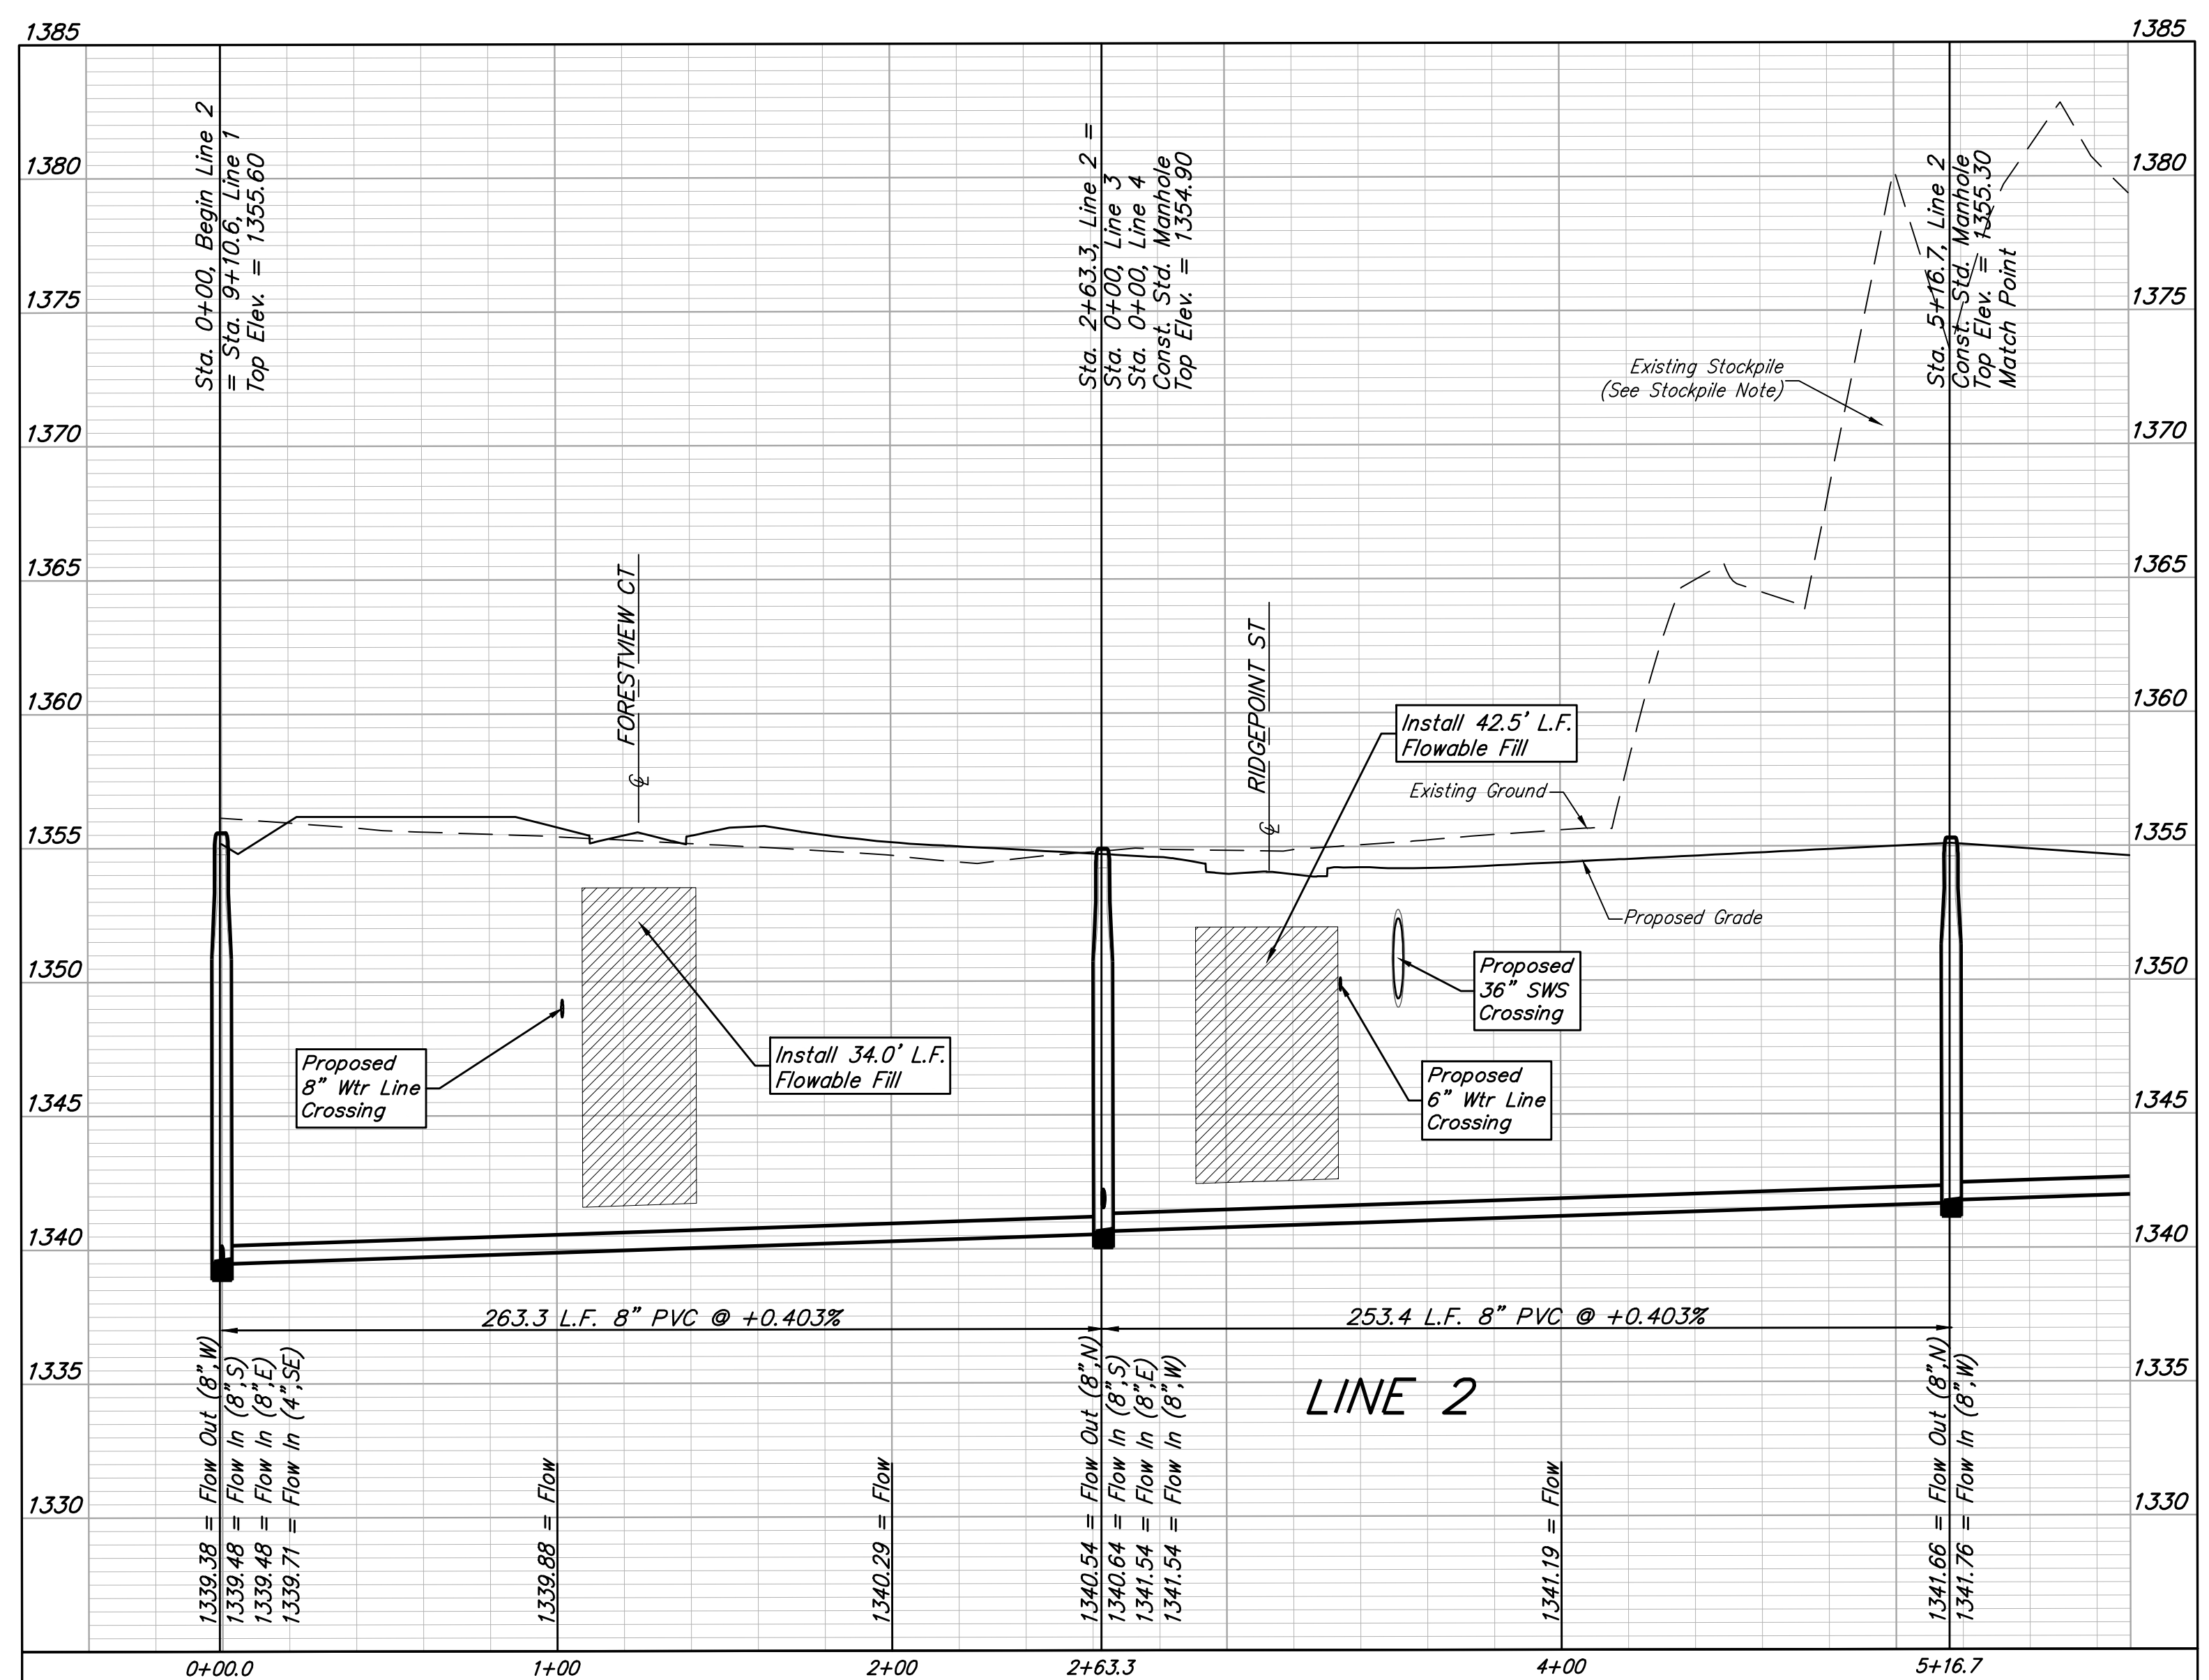 1385
1385
1380
1380
1375
1375
1370
1370
1365
1365
1360
1360
1355
1355
1350
1350
1345
1345
1340
1340
1335
1335
1330
1330
Sta. 0+00, Begin Line 2
= Sta. 9+10.6, Line 1
Top Elev. = 1355.60
Sta. 2+63.3, Line 2 =
Sta. 0+00, Line 3
Sta. 0+00, Line 4
Const. Std. Manhole
Top Elev. = 1354.90
Sta. 5+16.7, Line 2
Const. Std. Manhole
Top Elev. = 1355.30
Match Point
Existing Stockpile
(See Stockpile Note)
FORESTVIEW CT
℄
RIDGEPOINT ST
℄
Install 42.5' L.F.
Flowable Fill
Existing Ground
Proposed Grade
Proposed
36" SWS
Crossing
Proposed
8" Wtr Line
Crossing
Install 34.0' L.F.
Flowable Fill
Proposed
6" Wtr Line
Crossing
263.3 L.F. 8" PVC @ +0.403%
253.4 L.F. 8" PVC @ +0.403%
LINE 2
1339.38 = Flow Out (8",W)
1339.48 = Flow In (8",S)
1339.48 = Flow In (8",E)
1339.71 = Flow In (4",SE)
1339.88 = Flow
1340.29 = Flow
1340.54 = Flow Out (8",N)
1340.64 = Flow In (8",S)
1341.54 = Flow In (8",E)
1341.54 = Flow In (8",W)
1341.19 = Flow
1341.66 = Flow Out (8",N)
1341.76 = Flow In (8",W)
0+00.0
1+00
2+00
2+63.3
4+00
5+16.7